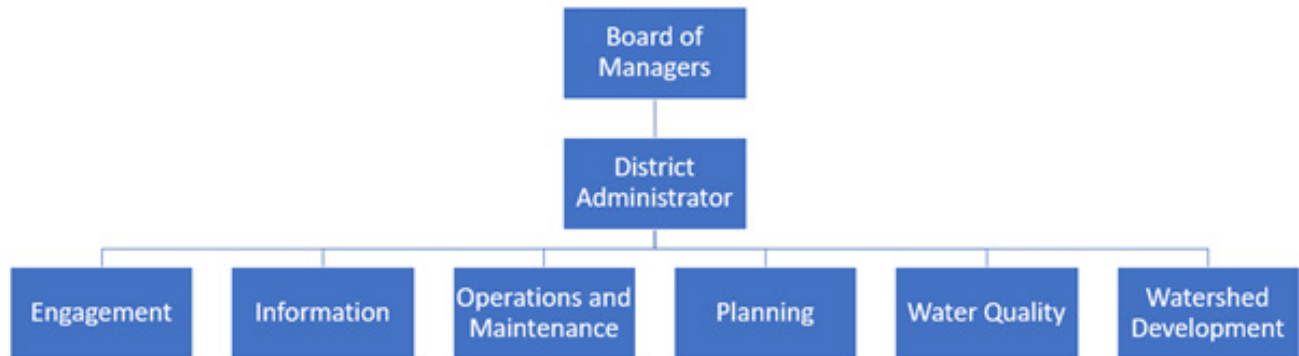 Board of
Managers
District
Administrator
Engagement
Information
Operations and
Maintenance
Planning
Water Quality
Watershed
Development